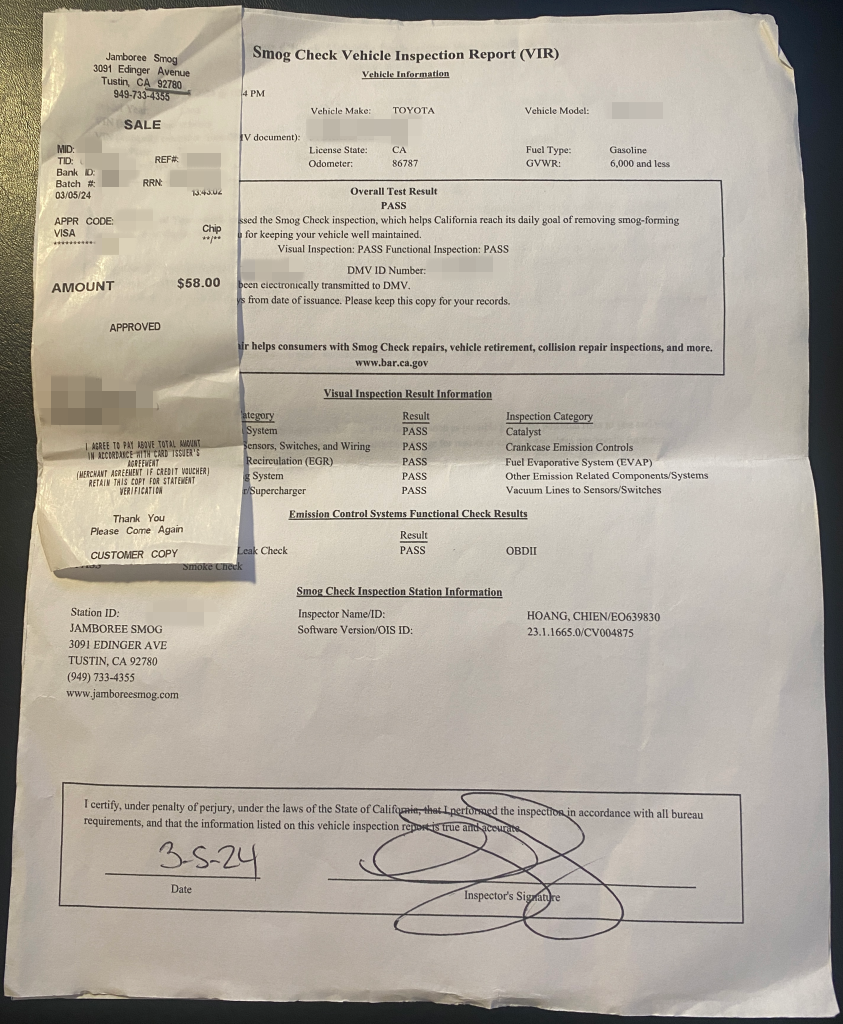 Jamboree Smog
3091 Edinger Avenue
Tustin, CA 92780
949-733-4355
SALE
MID:
TID:
REF#:
Bank ID:
Batch #:
RRN:
03/05/24
13:43:02
APPR CODE:
VISA
Chip
**********
**/**
AMOUNT
$58.00
APPROVED
I AGREE TO PAY ABOVE TOTAL AMOUNT
IN ACCORDANCE WITH CARD ISSUER'S
AGREEMENT
(MERCHANT AGREEMENT IF CREDIT VOUCHER)
RETAIN THIS COPY FOR STATEMENT
VERIFICATION
Thank You
Please Come Again
CUSTOMER COPY
Smog Check Vehicle Inspection Report (VIR)
Vehicle Information
4 PM
Vehicle Make: TOYOTA Vehicle Model:
V document):
License State: CA Fuel Type: Gasoline
Odometer: 86787 GVWR: 6,000 and less
Overall Test Result
PASS
ssed the Smog Check inspection, which helps California reach its daily goal of removing smog-forming
for keeping your vehicle well maintained.
Visual Inspection: PASS Functional Inspection: PASS
DMV ID Number:
been electronically transmitted to DMV.
s from date of issuance. Please keep this copy for your records.
ir helps consumers with Smog Check repairs, vehicle retirement, collision repair inspections, and more.
www.bar.ca.gov
Visual Inspection Result Information
ategory Result Inspection Category
System PASS Catalyst
Sensors, Switches, and Wiring PASS Crankcase Emission Controls
Recirculation (EGR) PASS Fuel Evaporative System (EVAP)
g System PASS Other Emission Related Components/Systems
r/Supercharger PASS Vacuum Lines to Sensors/Switches
Emission Control Systems Functional Check Results
Result
Leak Check PASS OBDII
Smoke Check
Smog Check Inspection Station Information
Station ID:
JAMBOREE SMOG
3091 EDINGER AVE
TUSTIN, CA 92780
(949) 733-4355
www.jamboreesmog.com
Inspector Name/ID: HOANG, CHIEN/EO639830
Software Version/OIS ID: 23.1.1665.0/CV004875
I certify, under penalty of perjury, under the laws of the State of California, that I performed the inspection in accordance with all bureau
requirements, and that the information listed on this vehicle inspection report is true and accurate.
3-5-24
Date
Inspector's Signature